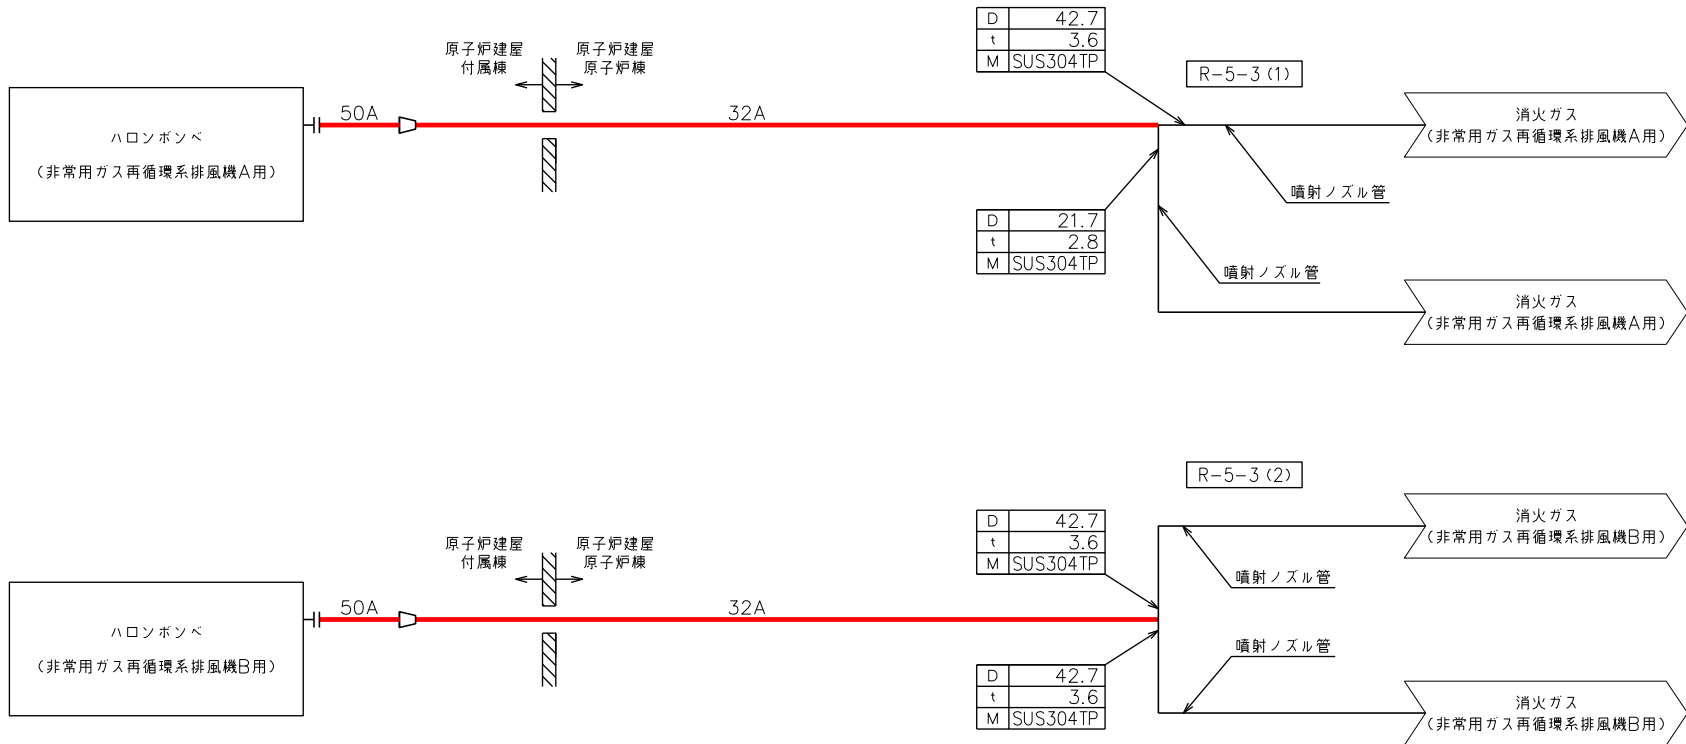 D 42.7
t 3.6
M SUS304TP
原子炉建屋
付属棟
原子炉建屋
原子炉棟
R-5-3(1)
50A
32A
ハロンボンベ
(非常用ガス再循環系排風機A用)
消火ガス
(非常用ガス再循環系排風機A用)
噴射ノズル管
D 21.7
t 2.8
M SUS304TP
噴射ノズル管
消火ガス
(非常用ガス再循環系排風機A用)
R-5-3(2)
D 42.7
t 3.6
M SUS304TP
原子炉建屋
付属棟
原子炉建屋
原子炉棟
消火ガス
(非常用ガス再循環系排風機B用)
噴射ノズル管
50A
32A
ハロンボンベ
(非常用ガス再循環系排風機B用)
噴射ノズル管
D 42.7
t 3.6
M SUS304TP
消火ガス
(非常用ガス再循環系排風機B用)